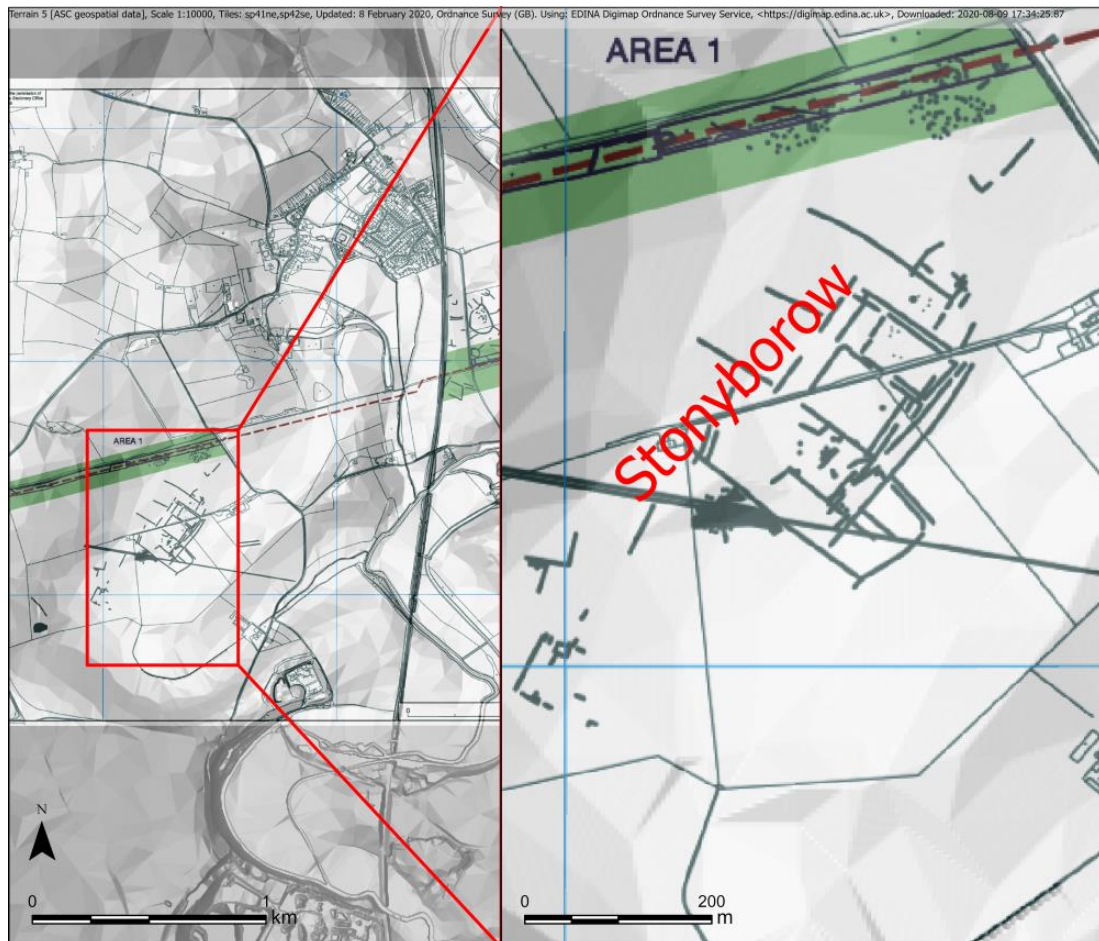 Terrain 5 [ASC geospatial data], Scale 1:10000, Tiles: sp41ne,sp42se, Updated: 8 February 2020, Ordnance Survey (GB). Using: EDINA Digimap Ordnance Survey Service, <https://digimap.edina.ac.uk>, Downloaded: 2020-08-09 17:34:25.87
AREA 1
AREA 1
Stonyborow
N
0 1
km
0 200
m